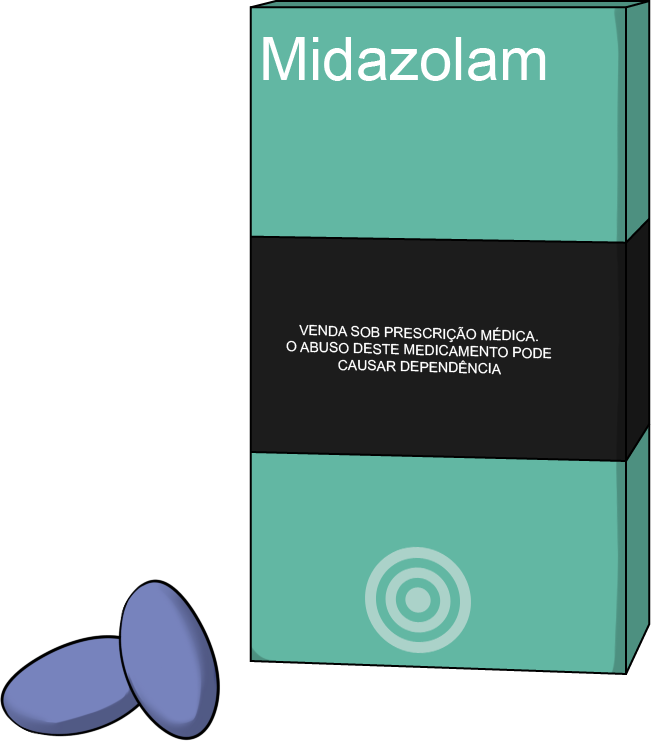 Midazolam
VENDA SOB PRESCRIÇÃO MÉDICA.
O ABUSO DESTE MEDICAMENTO PODE
CAUSAR DEPENDÊNCIA